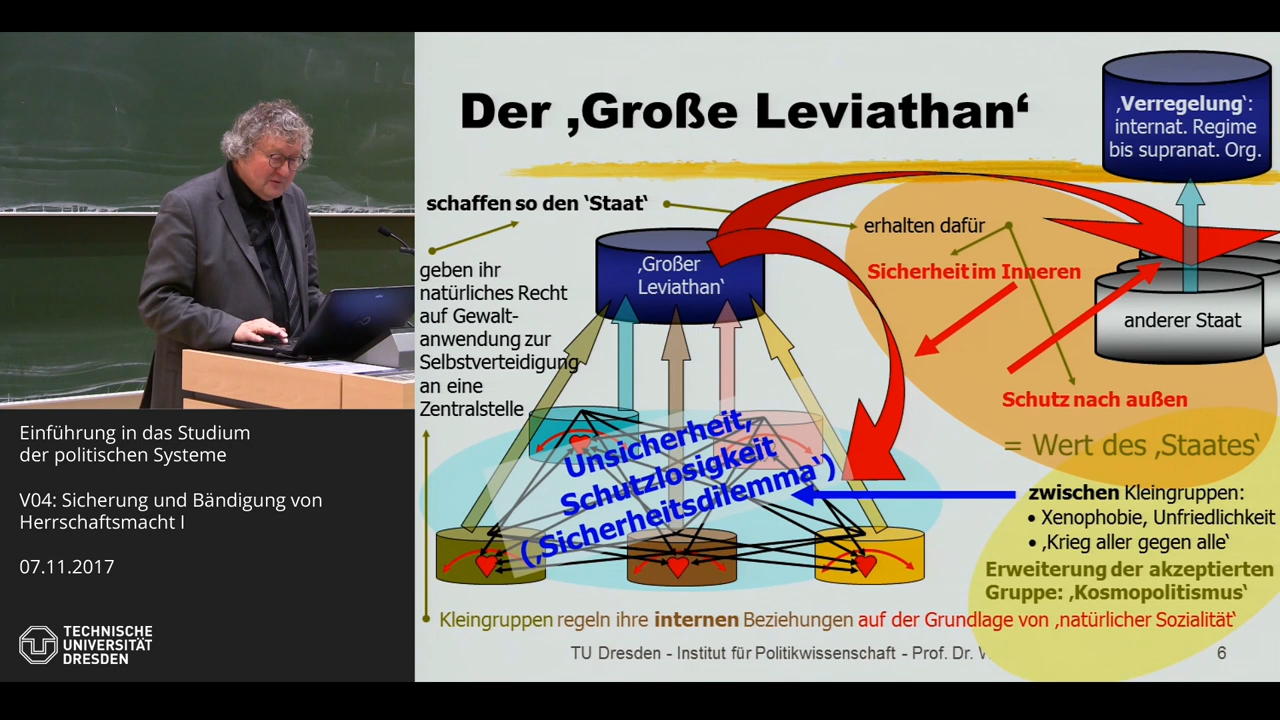 Der ‚Große Leviathan‘
‚Verregelung‘:
internat. Regime
bis supranat. Org.
schaffen so den ‘Staat‘
erhalten dafür
geben ihr
natürliches Recht
auf Gewalt-
anwendung zur
Selbstverteidigung
an eine
Zentralstelle
‚Großer
Leviathan‘
Sicherheit im Inneren
anderer Staat
Schutz nach außen
= Wert des ‚Staates‘
Unsicherheit,
Schutzlosigkeit
(‚Sicherheitsdilemma‘)
zwischen Kleingruppen:
• Xenophobie, Unfriedlichkeit
• ‚Krieg aller gegen alle‘
Erweiterung der akzeptierten
Gruppe: ‚Kosmopolitismus‘
Kleingruppen regeln ihre internen Beziehungen auf der Grundlage von ‚natürlicher Sozialität‘
TU Dresden - Institut für Politikwissenschaft - Prof. Dr.
6
Einführung in das Studium
der politischen Systeme
V04: Sicherung und Bändigung von
Herrschaftsmacht I
07.11.2017
TECHNISCHE
UNIVERSITÄT
DRESDEN